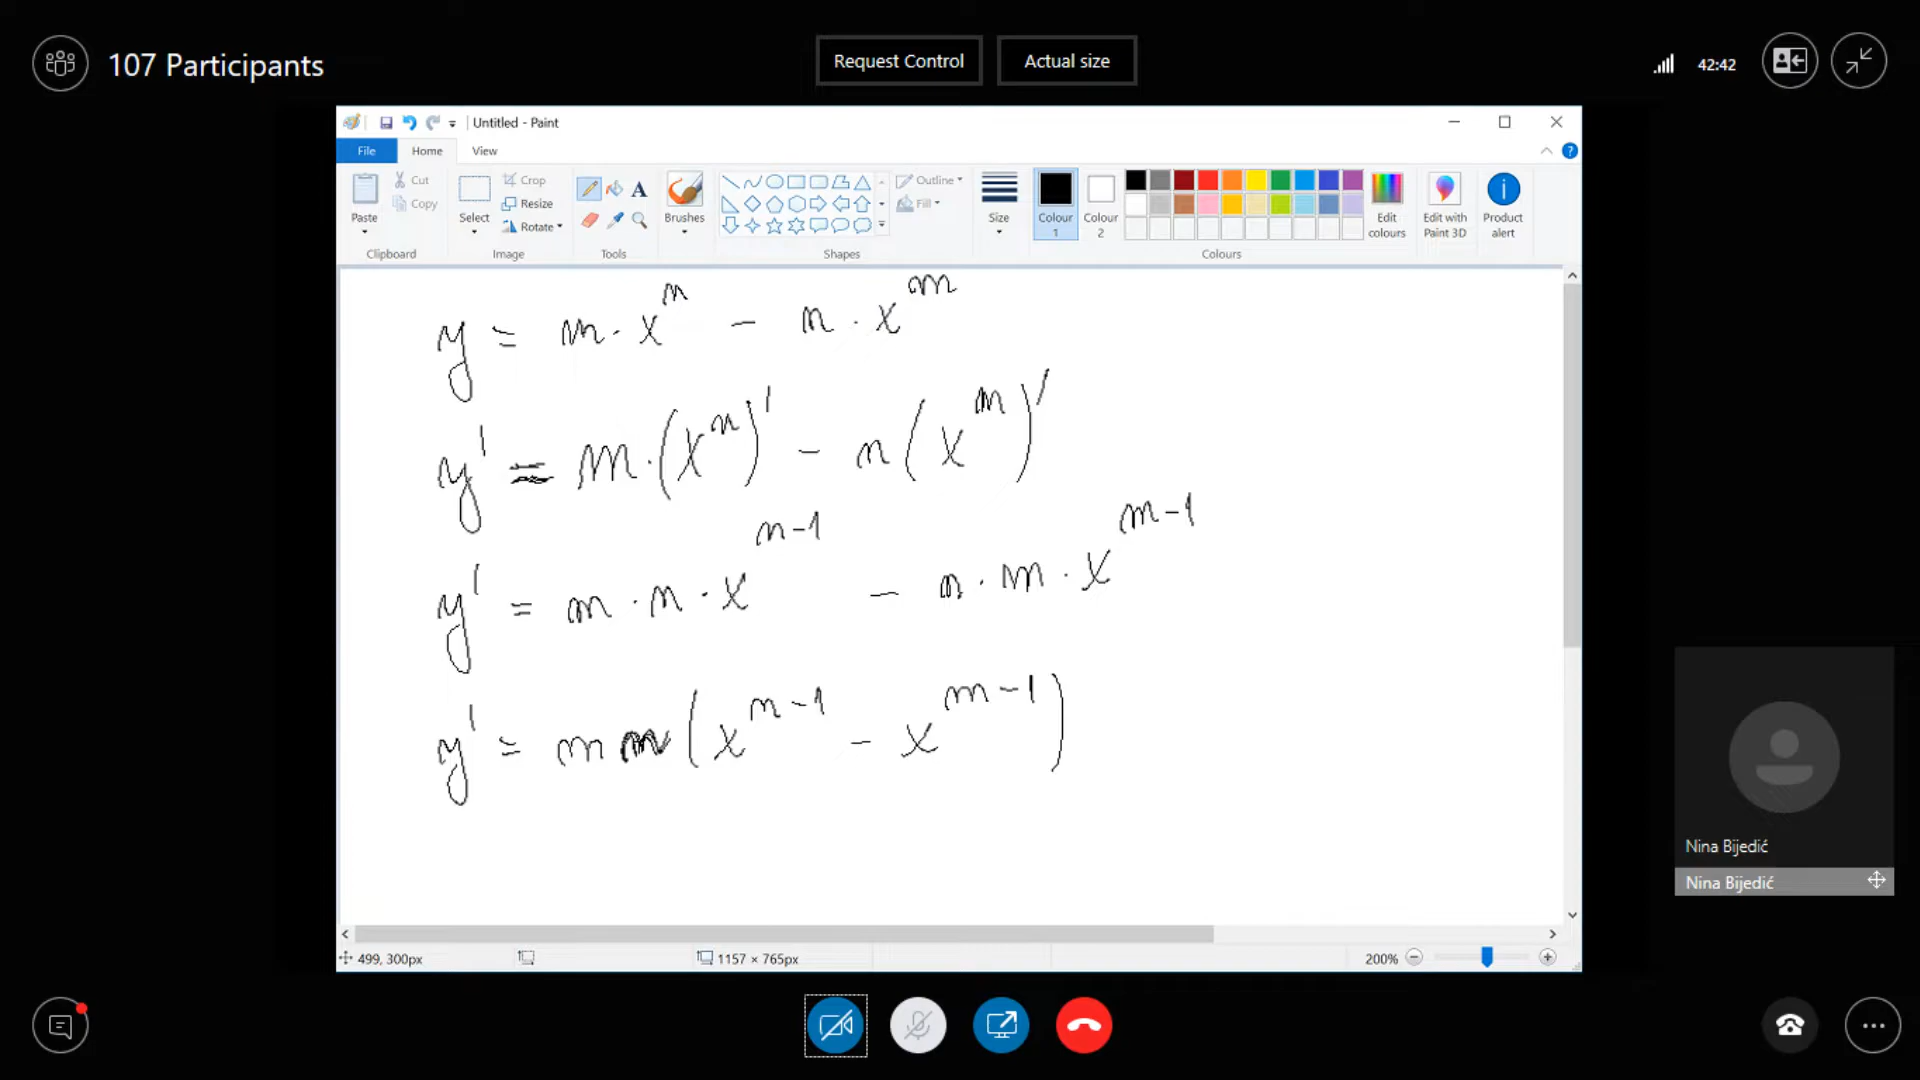 107 Participants
Request Control
Actual size
42:42
Untitled - Paint
File
Home
View
Cut
Copy
Paste
Clipboard
Select
Crop
Resize
Rotate
Image
Tools
Brushes
Outline
Fill
Shapes
Size
Colour 1
Colour 2
Edit colours
Edit with Paint 3D
Product alert
Colours
y = m · x^n − n · x^m
y' = m · (x^n)' − n (x^m)'
y' = m · n · x^(n−1) − n · m · x^(m−1)
y' = m n (x^(n−1) − x^(m−1))
Nina Bijedić
Nina Bijedić
499, 300px
1157 × 765px
200%